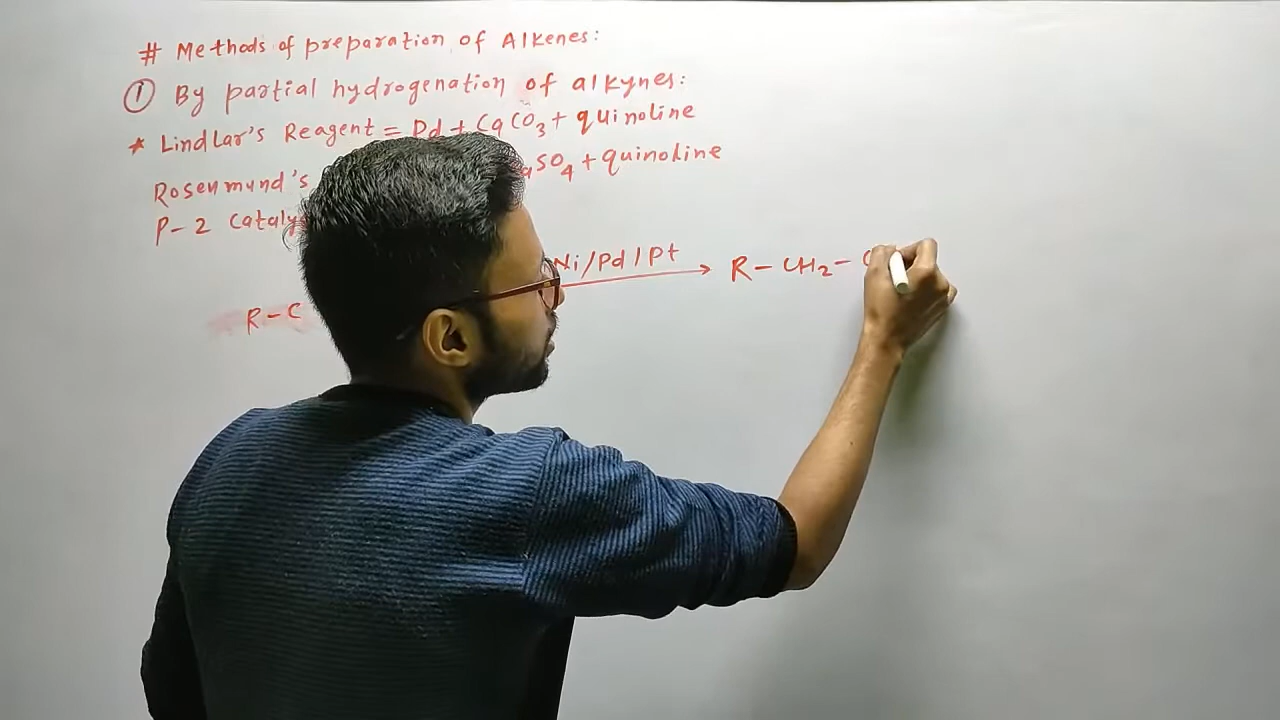 # Methods of preparation of Alkenes:
① By partial hydrogenation of alkynes:
* Lindlar's Reagent = Pd + CaCO3 + quinoline
Rosenmund's SO4 + quinoline
P-2
Ni/Pd/Pt R-CH2-
R-C